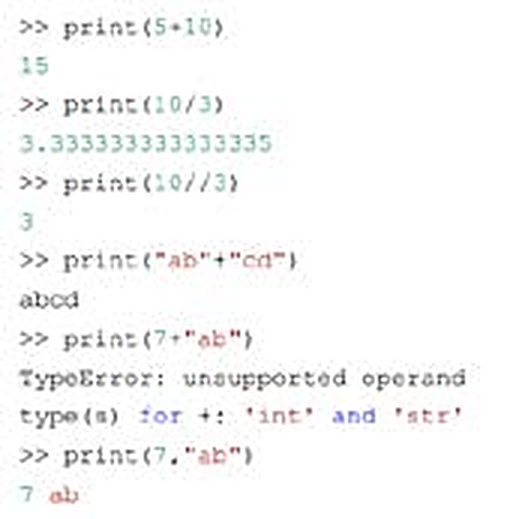 >> print(5+10)
15
>> print(10/3)
3.3333333333333335
>> print(10//3)
3
>> print("ab"+"cd")
abcd
>> print(7+"ab")
TypeError: unsupported operand
type(s) for +: 'int' and 'str'
>> print(7,"ab")
7 ab